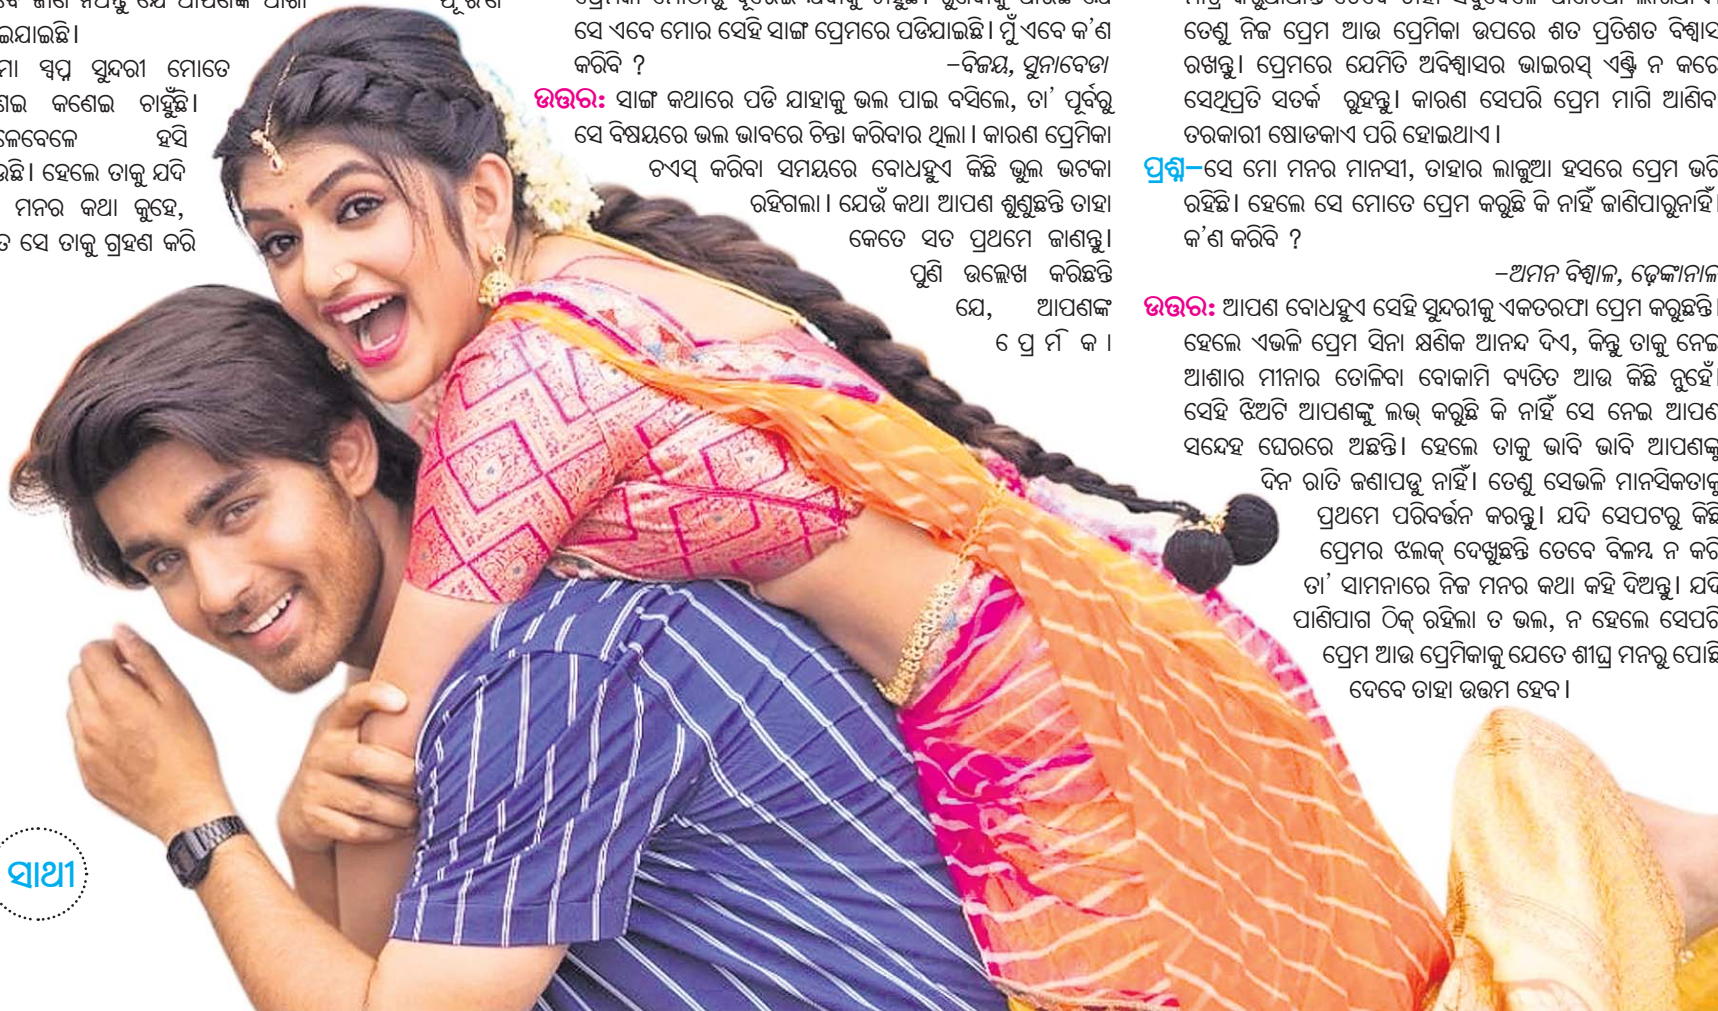 ଇଯାଇଛି।
ମୋ ସ୍ୱପ୍ନ ସୁନ୍ଦରୀ ମୋତେ
କଣେଇ ଚାହୁଁଛି।
ହସି
ହେଲେ ତାକୁ ଯଦି
ମନର କଥା କୁହେ,
ସେ ତାକୁ ଗ୍ରହଣ କରି
ସାଥୀ
ସେ ଏବେ ମୋର ସେହି ସାଙ୍ଗ ପ୍ରେମରେ ପଡିଯାଇଛି। ମୁଁ ଏବେ କ'ଣ
କରିବି ?
–ବିଜୟ, ସୁନାବେଡା
ଉତ୍ତର: ସାଙ୍ଗ କଥାରେ ପଡି ଯାହାକୁ ଭଲ ପାଇ ବସିଲେ, ତା' ପୂର୍ବରୁ
ସେ ବିଷୟରେ ଭଲ ଭାବରେ ଚିନ୍ତା କରିବାର ଥିଲା। କାରଣ ପ୍ରେମିକା
ଚଏସ୍ କରିବା ସମୟରେ ବୋଧହୁଏ କିଛି ଭୁଲ ଭଟକା
ରହିଗଲା। ଯେଉଁ କଥା ଆପଣ ଶୁଣୁଛନ୍ତି ତାହା
କେତେ ସତ ପ୍ରଥମେ ଜାଣନ୍ତୁ।
ପୁଣି ଉଲ୍ଲେଖ କରିଛନ୍ତି
ଯେ, ଆପଣଙ୍କ
ପ୍ରେମିକା
ତେଣୁ ନିଜ ପ୍ରେମ ଆଉ ପ୍ରେମିକା ଉପରେ ଶତ ପ୍ରତିଶତ ବିଶ୍ୱାସ
ରଖନ୍ତୁ। ପ୍ରେମରେ ଯେମିତି ଅବିଶ୍ୱାସର ଭାଇରସ୍ ଏଣ୍ଟ୍ରି ନ କରେ
ସେଥିପ୍ରତି ସତର୍କ ରୁହନ୍ତୁ। କାରଣ ସେପରି ପ୍ରେମ ମାଗି ଆଣିବା
ତରକାରୀ ଷୋଡକାଏ ପରି ହୋଇଥାଏ।
ପ୍ରଶ୍ନ–ସେ ମୋ ମନର ମାନସୀ, ତାହାର ଲାଜୁଆ ହସରେ ପ୍ରେମ ଭରି
ରହିଛି। ହେଲେ ସେ ମୋତେ ପ୍ରେମ କରୁଛି କି ନାହିଁ ଜାଣିପାରୁନାହିଁ।
କ'ଣ କରିବି ?
–ଅମନ ବିଶ୍ୱାଳ, ଢେ଼ଙ୍କାନାଳ
ଉତ୍ତର: ଆପଣ ବୋଧହୁଏ ସେହି ସୁନ୍ଦରୀକୁ ଏକତରଫା ପ୍ରେମ କରୁଛନ୍ତି।
ହେଲେ ଏଭଳି ପ୍ରେମ ସିନା କ୍ଷଣିକ ଆନନ୍ଦ ଦିଏ, କିନ୍ତୁ ତାକୁ ନେଇ
ଆଶାର ମୀନାର ତୋଳିବା ବୋକାମି ବ୍ୟତିତ ଆଉ କିଛି ନୁହେଁ।
ସେହି ଝିଅଟି ଆପଣଙ୍କୁ ଲଭ୍ କରୁଛି କି ନାହିଁ ସେ ନେଇ ଆପଣ
ସନ୍ଦେହ ଘେରରେ ଅଛନ୍ତି। ହେଲେ ତାକୁ ଭାବି ଭାବି ଆପଣଙ୍କୁ
ଦିନ ରାତି ଜଣାପଡୁ ନାହିଁ। ତେଣୁ ସେଭଳି ମାନସିକତାକୁ
ପ୍ରଥମେ ପରିବର୍ତ୍ତନ କରନ୍ତୁ। ଯଦି ସେପଟରୁ କିଛି
ପ୍ରେମର ଝଲକ୍ ଦେଖୁଛନ୍ତି ତେବେ ବିଳମ୍ବ ନ କରି
ତା' ସାମନାରେ ନିଜ ମନର କଥା କହି ଦିଅନ୍ତୁ। ଯଦି
ପାଣିପାଗ ଠିକ୍ ରହିଲା ତ ଭଲ, ନ ହେଲେ ସେପରି
ପ୍ରେମ ଆଉ ପ୍ରେମିକାକୁ ଯେତେ ଶୀଘ୍ର ମନରୁ ପୋଛି
ଦେବେ ତାହା ଉତ୍ତମ ହେବ।